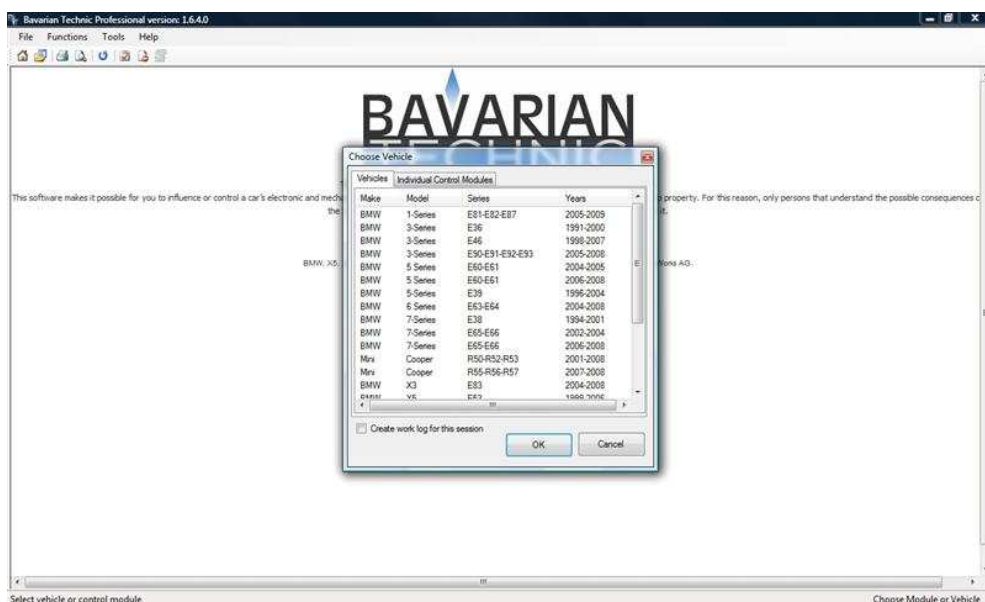 Bavarian Technic Professional version: 1.6.4.0
File Functions Tools Help
BAVARIAN
TECHNIC
Choose Vehicle
Vehicles Individual Control Modules
Make Model Series Years
This software makes it possible for you to influence or control a car's electronic and mech
property. For this reason, only persons that understand the possible consequences
the
BMW 1-Series E81-E82-E87 2005-2009
BMW 3-Series E36 1991-2000
BMW 3-Series E46 1998-2007
BMW 3-Series E90-E91-E92-E93 2005-2008
BMW 5 Series E60-E61 2004-2005
BMW 5 Series E60-E61 2006-2008
BMW 5-Series E39 1996-2004
BMW 6 Series E63-E64 2004-2008
BMW 7-Series E38 1994-2001
BMW 7-Series E65-E66 2002-2004
BMW 7-Series E65-E66 2006-2008
Mini Cooper R50-R52-R53 2001-2008
Mini Cooper R55-R56-R57 2007-2008
BMW X3 E83 2004-2008
BMW, X5,
Works AG.
Create work log for this session
OK Cancel
Select vehicle or control module
Choose Module or Vehicle